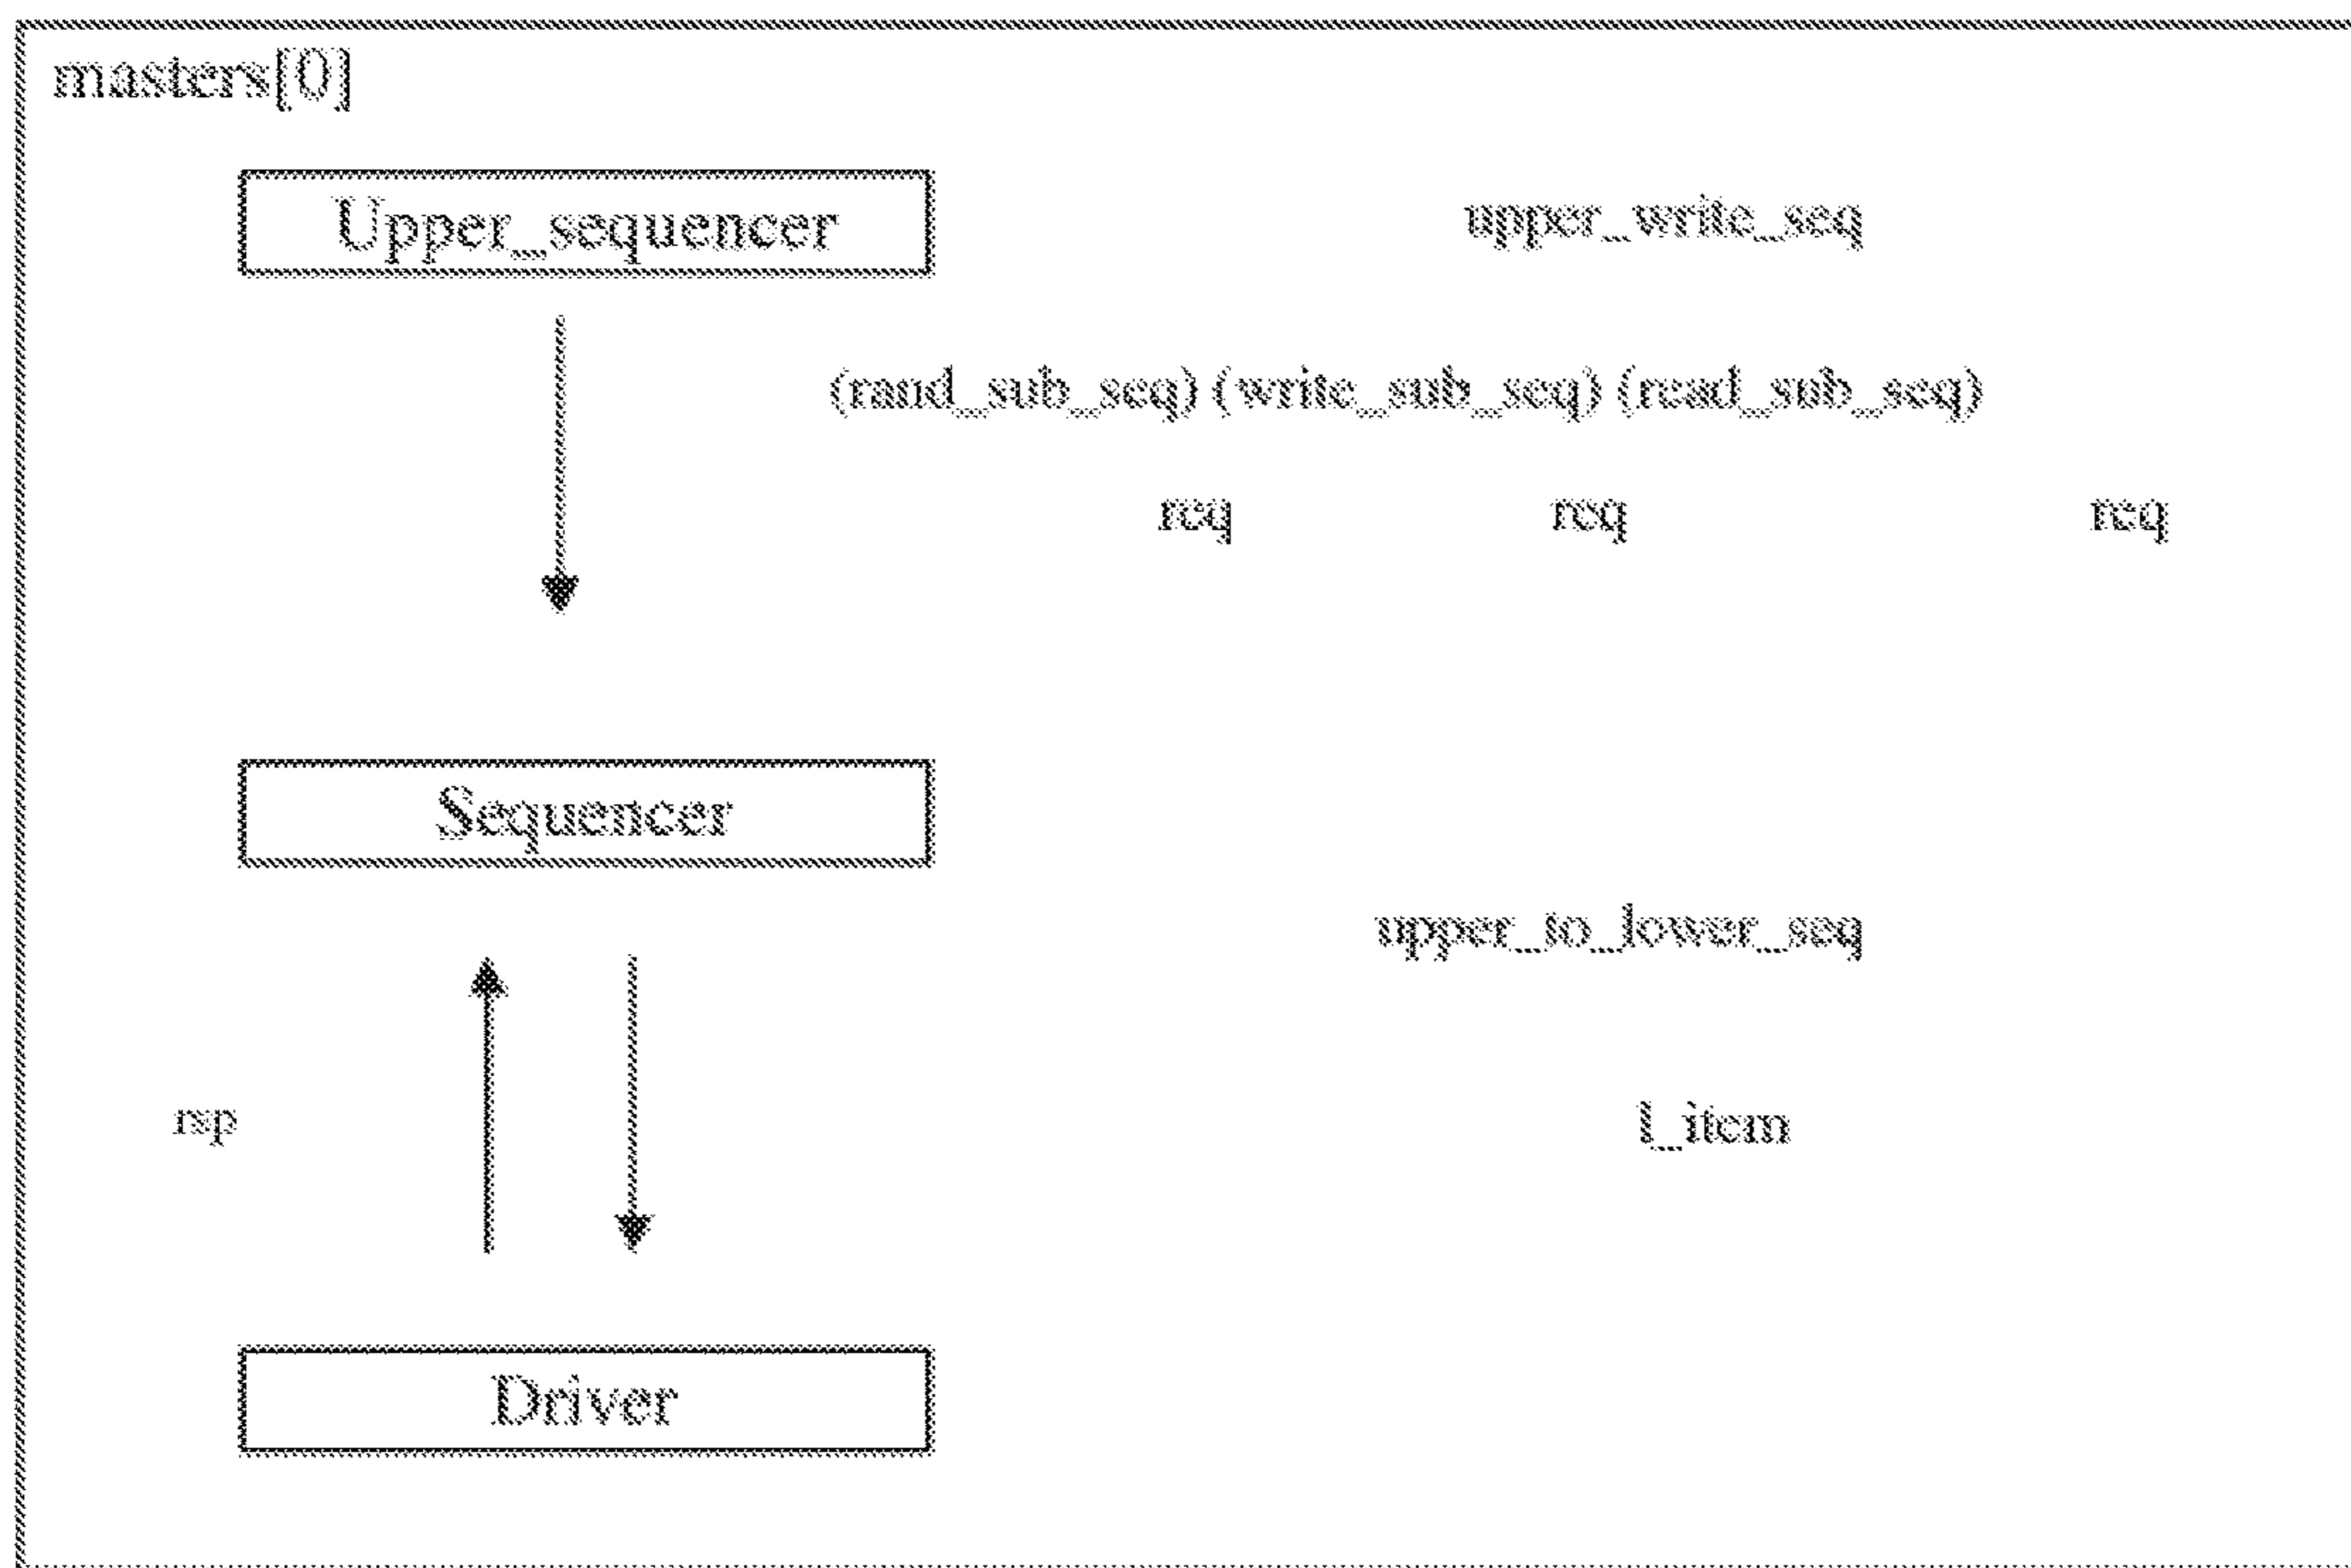 masters[0]
Upper_sequencer
upper_write_seq
(rand_sub_seq) (write_sub_seq) (read_sub_seq)
req req req
Sequencer
upper_to_lower_seq
rsp
l_item
Driver